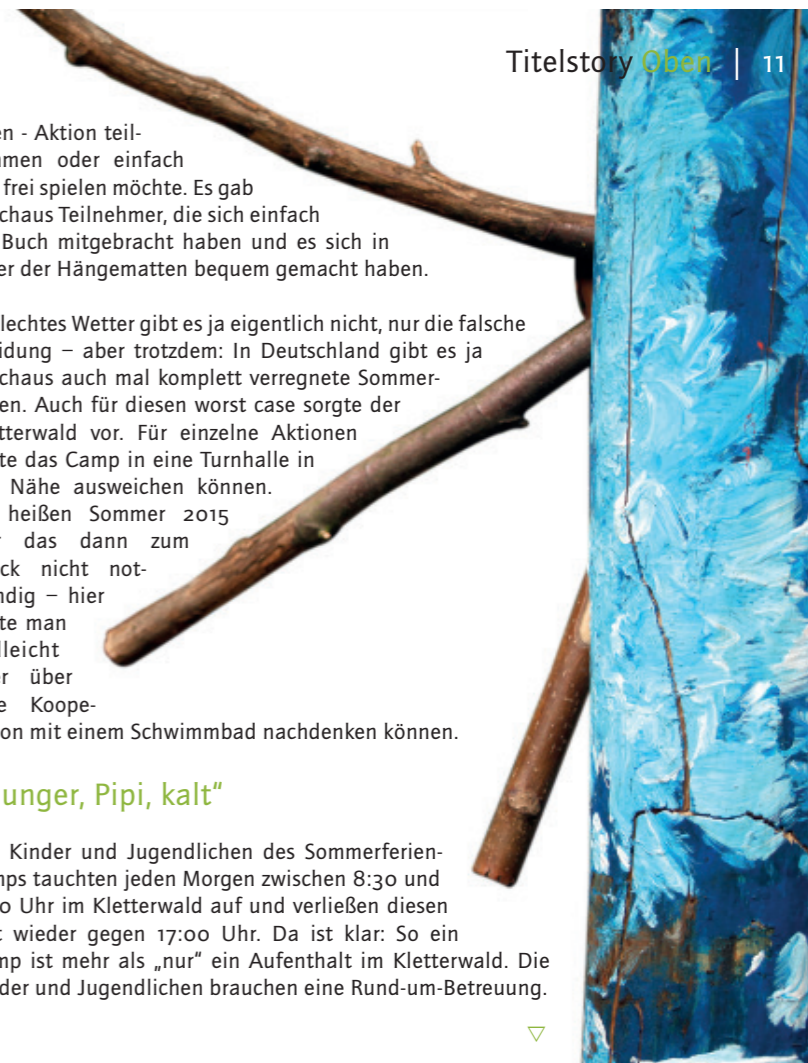 Titelstory Oben | 11
en - Aktion teil-
men oder einfach
frei spielen möchte. Es gab
chaus Teilnehmer, die sich einfach
Buch mitgebracht haben und es sich in
er der Hängematten bequem gemacht haben.
lechtes Wetter gibt es ja eigentlich nicht, nur die falsche
idung – aber trotzdem: In Deutschland gibt es ja
chaus auch mal komplett verregnete Sommer-
en. Auch für diesen worst case sorgte der
tterwald vor. Für einzelne Aktionen
te das Camp in eine Turnhalle in
Nähe ausweichen können.
heißen Sommer 2015
das dann zum
ck nicht not-
ndig – hier
te man
lleicht
er über
e Koope-
on mit einem Schwimmbad nachdenken können.
unger, Pipi, kalt“
Kinder und Jugendlichen des Sommerferien-
mps tauchten jeden Morgen zwischen 8:30 und
0 Uhr im Kletterwald auf und verließen diesen
t wieder gegen 17:00 Uhr. Da ist klar: So ein
mp ist mehr als „nur“ ein Aufenthalt im Kletterwald. Die
der und Jugendlichen brauchen eine Rund-um-Betreuung.